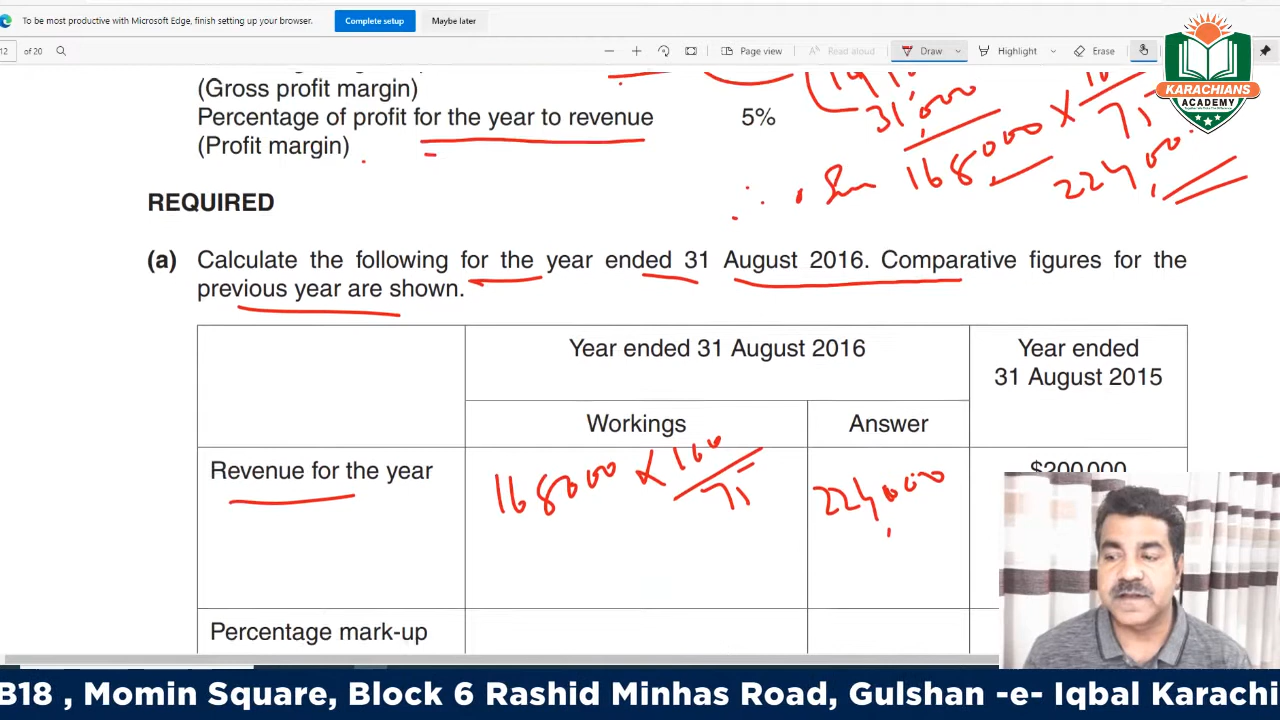 To be most productive with Microsoft Edge, finish setting up your browser.
Complete setup
Maybe later
12 of 20
Page view
Read aloud
Draw
Highlight
Erase
KARACHIANS
ACADEMY
(Gross profit margin)
Percentage of profit for the year to revenue 5%
(Profit margin)
31,000
168000 ×
75
224,00
REQUIRED
(a) Calculate the following for the year ended 31 August 2016. Comparative figures for the
previous year are shown.
Year ended 31 August 2016
Year ended
31 August 2015
Workings
Answer
Revenue for the year
168000 × 100
75
224,000
$200 000
Percentage mark-up
B18 , Momin Square, Block 6 Rashid Minhas Road, Gulshan -e- Iqbal Karachi